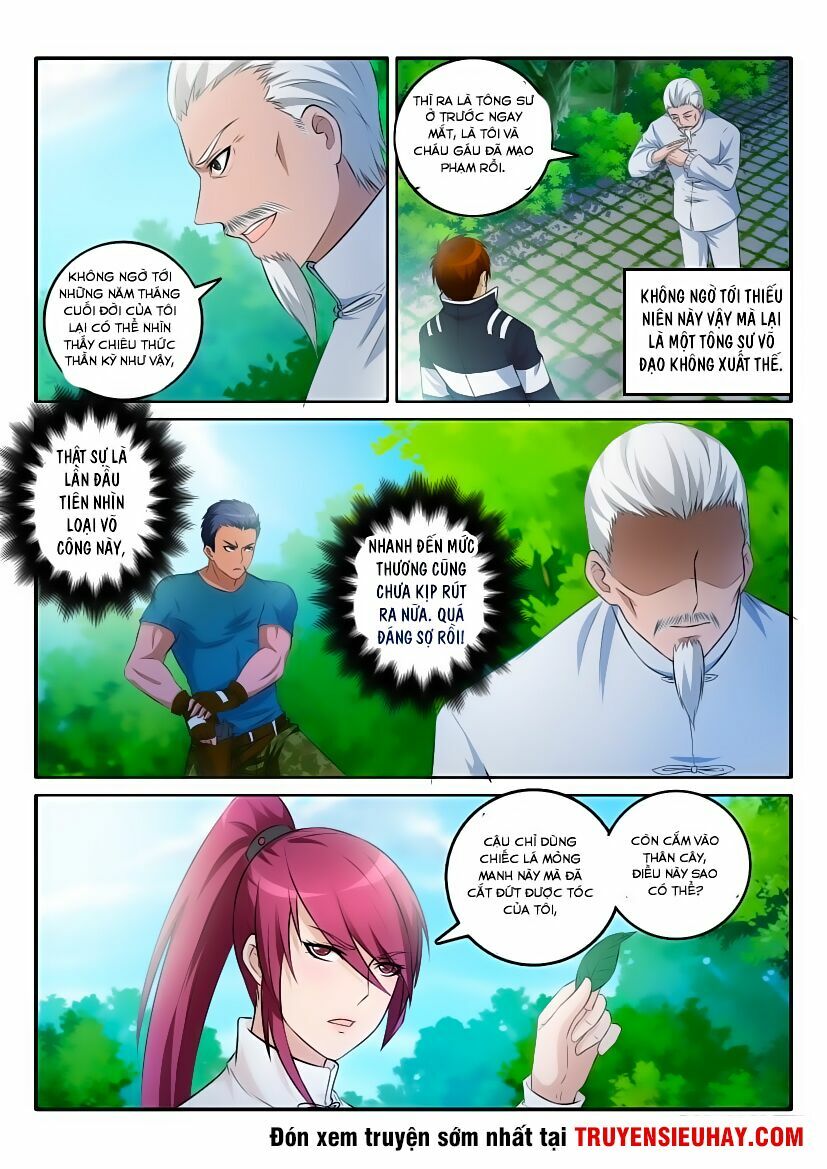 KHÔNG NGỜ TỚI
NHỮNG NĂM THÁNG
CUỐI ĐỜI CỦA TÔI
LẠI CÓ THỂ NHÌN
THẤY CHIÊU THỨC
THẦN KỲ NHƯ VẬY,
THÌ RA LÀ TÔNG SƯ
Ở TRƯỚC NGAY
MẮT, LÀ TÔI VÀ
CHÁU GÁU ĐÃ MẠO
PHẠM RỒI.
KHÔNG NGỜ TỚI THIẾU
NIÊN NÀY VẬY MÀ LẠI
LÀ MỘT TÔNG SƯ VÕ
ĐẠO KHÔNG XUẤT THẾ.
THẬT SỰ LÀ
LẦN ĐẦU
TIÊN NHÌN
LOẠI VÕ
CÔNG NÀY,
NHANH ĐẾN MỨC
THƯƠNG CŨNG
CHƯA KỊP RÚT
RA NỮA. QUÁ
ĐÁNG SỢ RỒI!
CẬU CHỈ DÙNG
CHIẾC LÁ MỎNG
MANH NÀY MÀ ĐÃ
CẮT ĐỨT ĐƯỢC TÓC
CỦA TÔI,
CÒN CẮM VÀO
THÂN CÂY,
ĐIỀU NÀY SAO
CÓ THỂ?
Đón xem truyện sớm nhất tại TRUYENSIEUHAY.COM